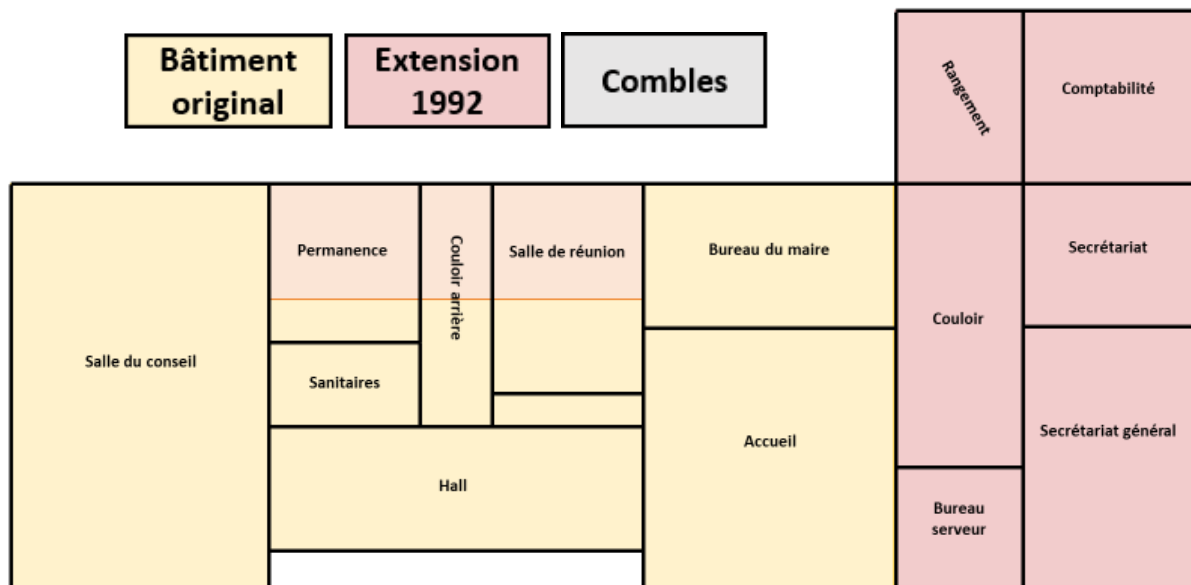 Bâtiment
original
Extension
1992
Combles
Rangement
Comptabilité
Permanence
Couloir arrière
Salle de réunion
Bureau du maire
Secrétariat
Couloir
Salle du conseil
Sanitaires
Accueil
Secrétariat général
Hall
Bureau
serveur